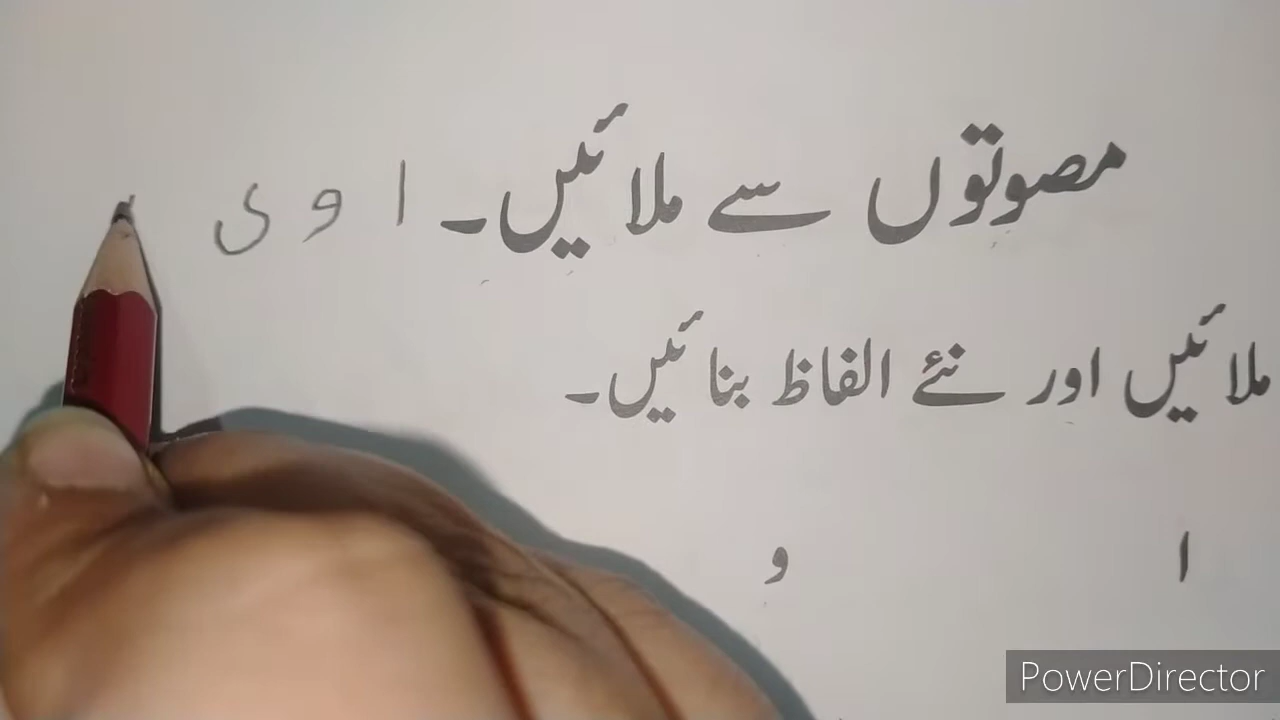 مصوتوں سے ملائیں۔ ا و ی
ملائیں اور نئے الفاظ بنائیں۔
ا و
PowerDirector